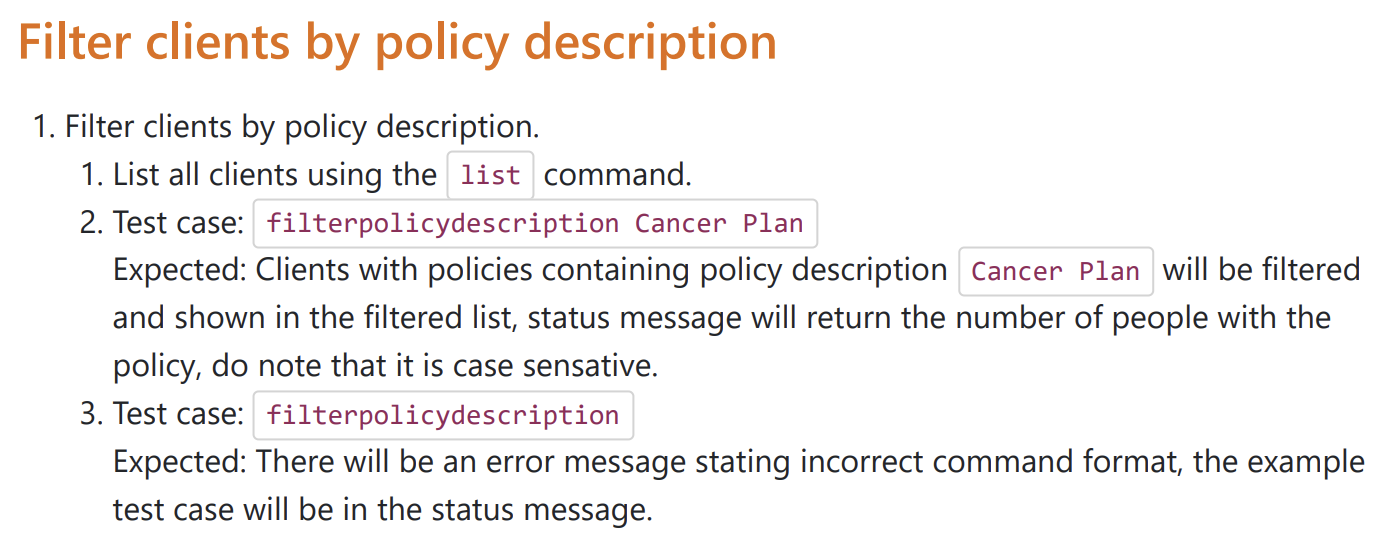 Filter clients by policy description
1. Filter clients by policy description.
1. List all clients using the list command.
2. Test case: filterpolicydescription Cancer Plan
Expected: Clients with policies containing policy description Cancer Plan will be filtered
and shown in the filtered list, status message will return the number of people with the
policy, do note that it is case sensative.
3. Test case: filterpolicydescription
Expected: There will be an error message stating incorrect command format, the example
test case will be in the status message.